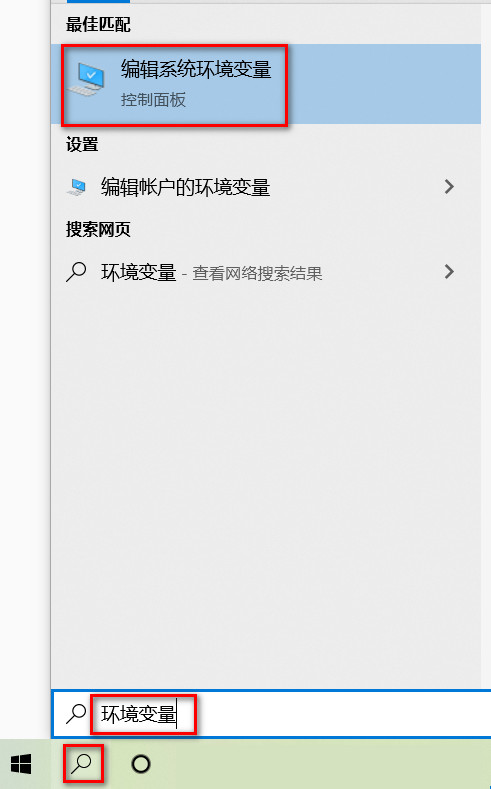 最佳匹配
编辑系统环境变量
控制面板
设置
编辑帐户的环境变量
搜索网页
环境变量 - 查看网络搜索结果
环境变量